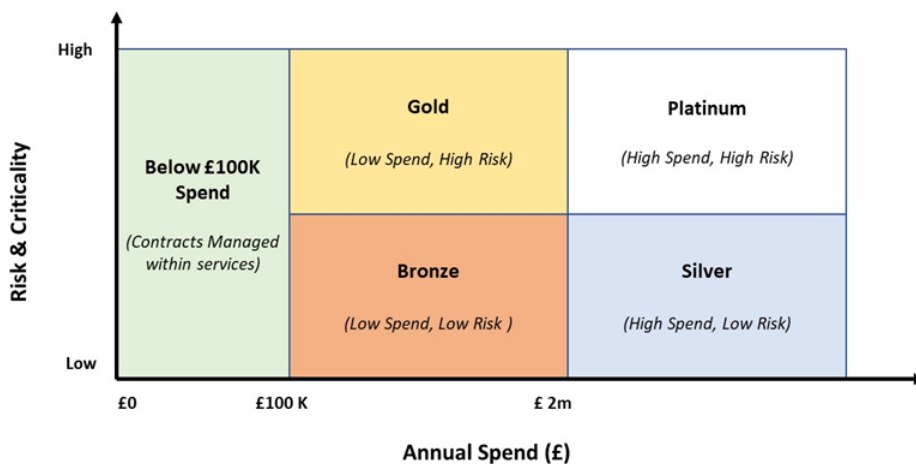 High
Risk & Criticality
Low
Below £100K
Spend
(Contracts Managed
within services)
Gold
(Low Spend, High Risk)
Platinum
(High Spend, High Risk)
Bronze
(Low Spend, Low Risk )
Silver
(High Spend, Low Risk)
£0
£100 K
£ 2m
Annual Spend (£)